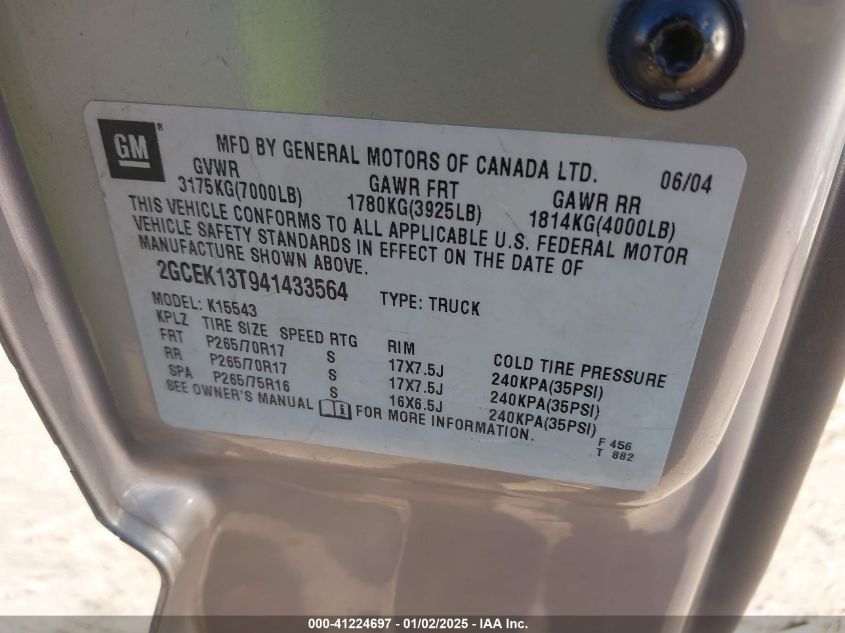 GM ®
MFD BY GENERAL MOTORS OF CANADA LTD. 06/04
GVWR GAWR FRT GAWR RR
3175KG(7000LB) 1780KG(3925LB) 1814KG(4000LB)
THIS VEHICLE CONFORMS TO ALL APPLICABLE U.S. FEDERAL MOTOR
VEHICLE SAFETY STANDARDS IN EFFECT ON THE DATE OF
MANUFACTURE SHOWN ABOVE.
2GCEK13T941433564 TYPE: TRUCK
MODEL: K15543
KPLZ TIRE SIZE SPEED RTG RIM COLD TIRE PRESSURE
FRT P265/70R17 S 17X7.5J 240KPA(35PSI)
RR P265/70R17 S 17X7.5J 240KPA(35PSI)
SPA P265/75R16 S 16X6.5J 240KPA(35PSI)
SEE OWNER'S MANUAL FOR MORE INFORMATION.
F 456
T 882
000-41224697 - 01/02/2025 - IAA Inc.